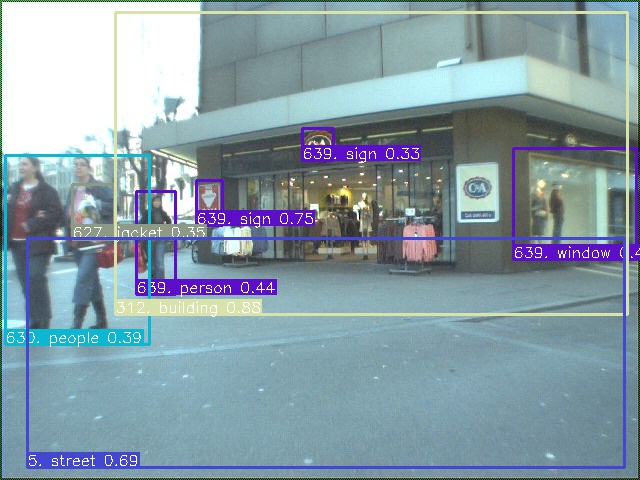 639. sign 0.33
C&A
639. sign 0.75
627. jacket 0.35
639. window 0.4
639. person 0.44
312. building 0.88
630. people 0.39
5. street 0.69